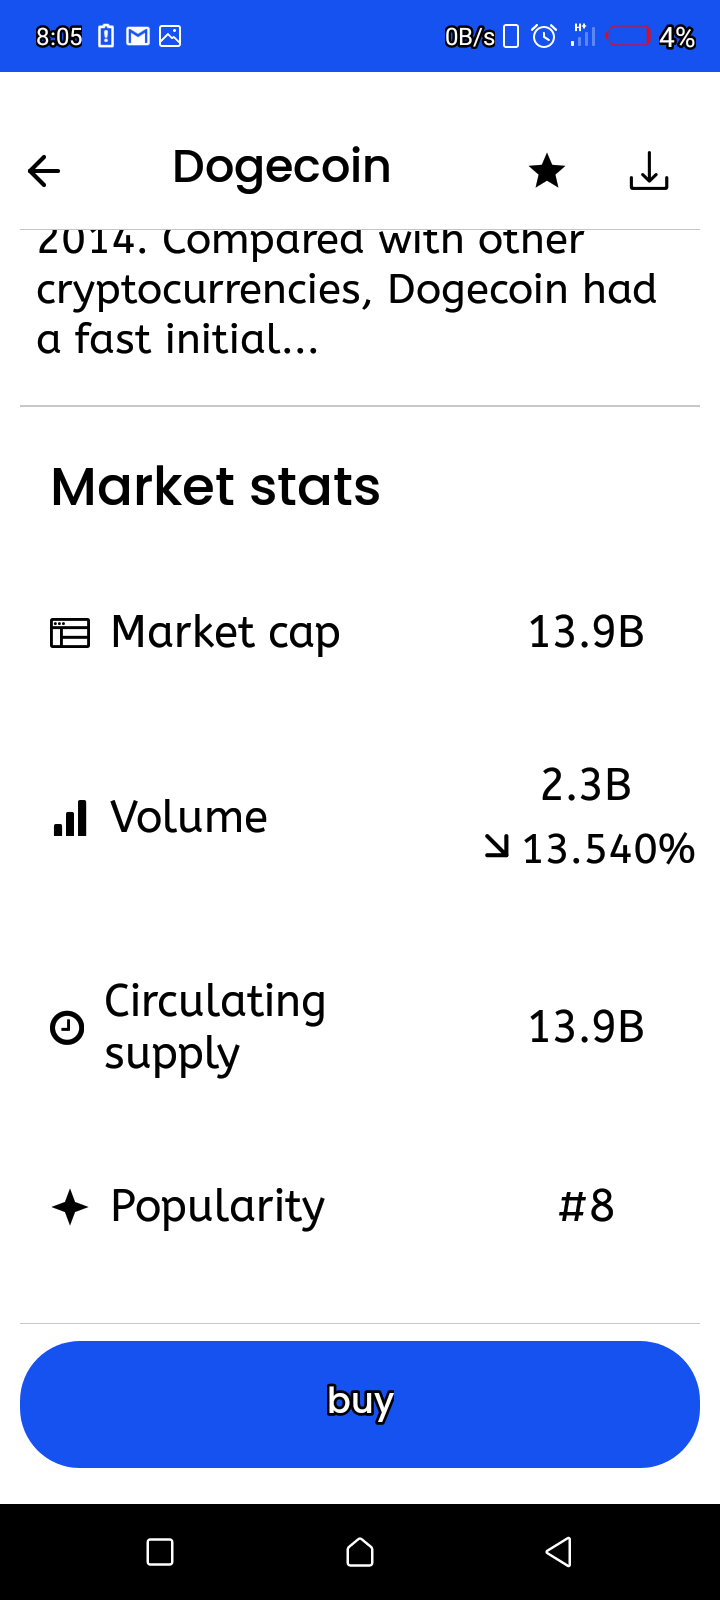 8:05 0B/s H+ 4%
Dogecoin
2014. Compared with other
cryptocurrencies, Dogecoin had
a fast initial...
Market stats
Market cap 13.9B
Volume 2.3B
↘ 13.540%
Circulating
supply 13.9B
Popularity #8
buy